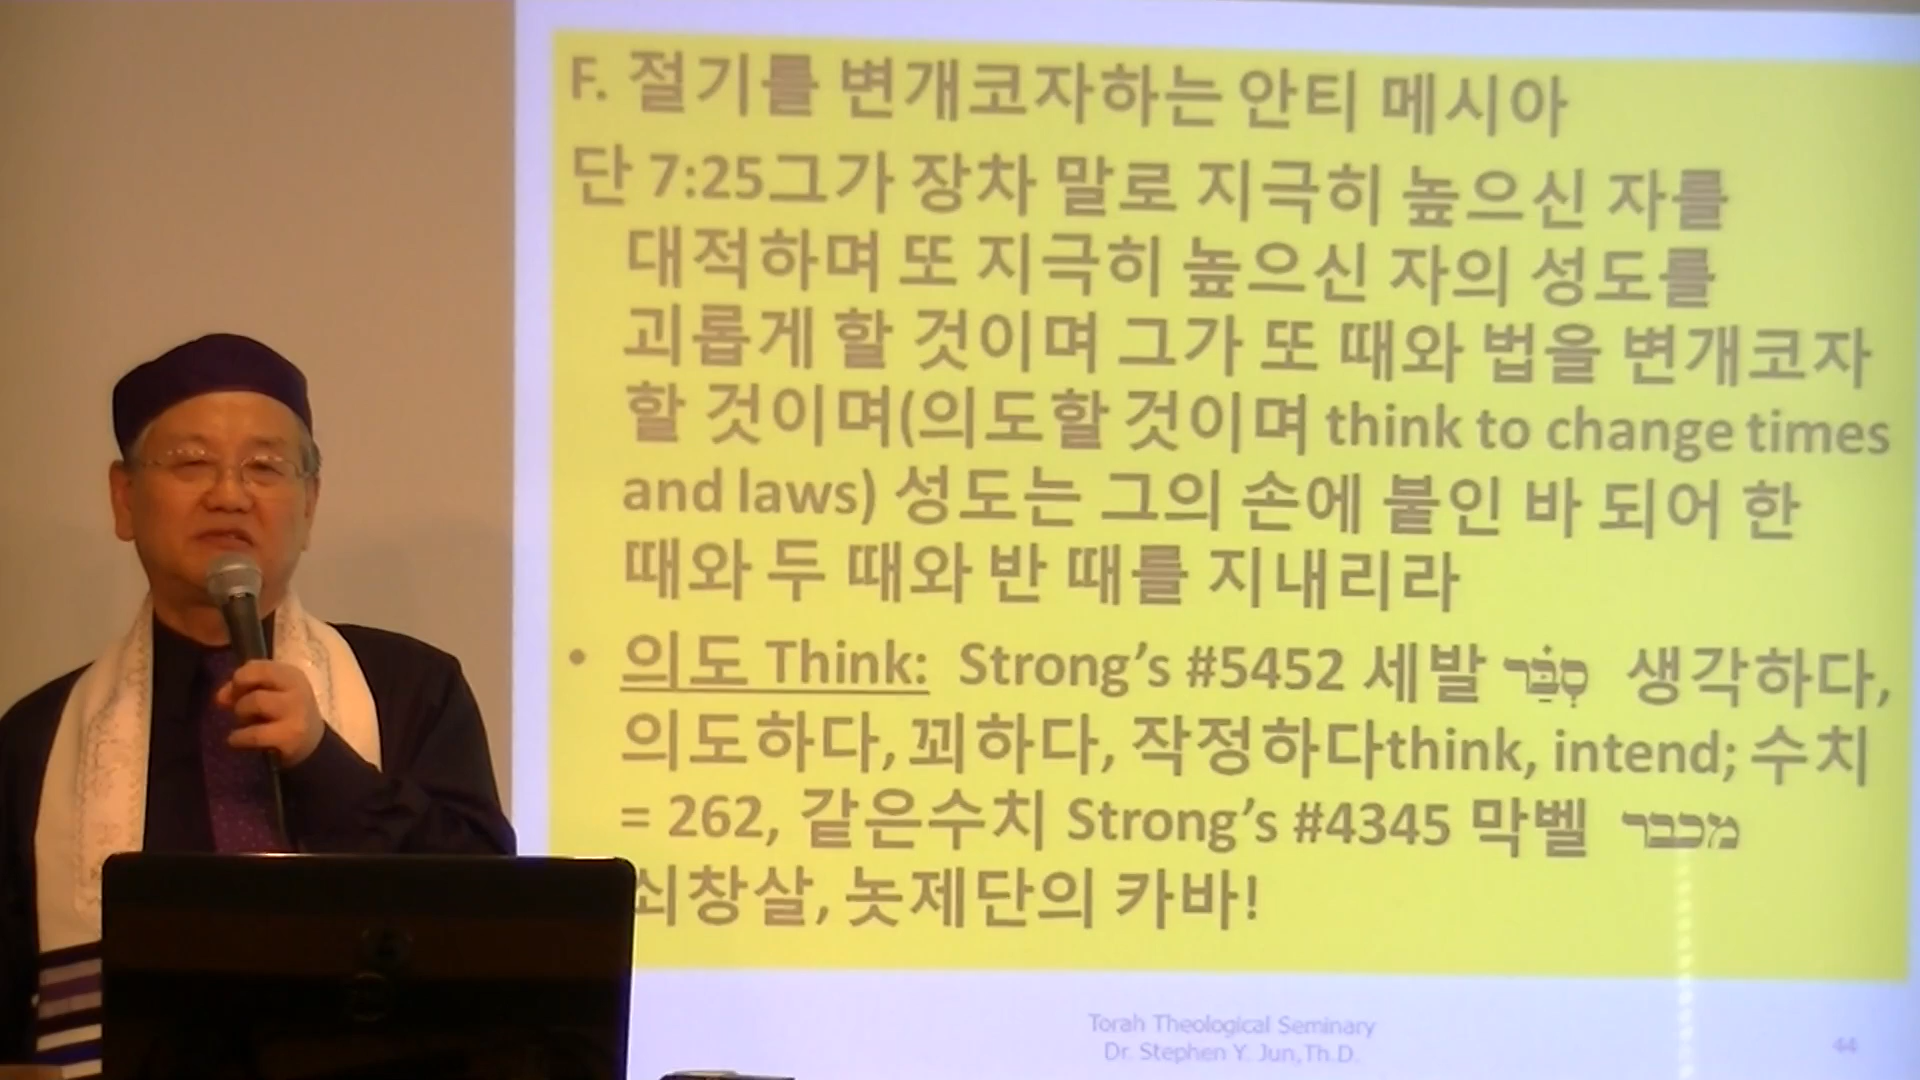 F. 절기를 변개코자하는 안티 메시아
단 7:25그가 장차 말로 지극히 높으신 자를
대적하며 또 지극히 높으신 자의 성도를
괴롭게 할 것이며 그가 또 때와 법을 변개코자
할 것이며(의도할 것이며 think to change times
and laws) 성도는 그의 손에 붙인 바 되어 한
때와 두 때와 반 때를 지내리라
• 의도 Think: Strong’s #5452 세발 סְבַּר 생각하다,
의도하다, 꾀하다, 작정하다think, intend; 수치
= 262, 같은수치 Strong’s #4345 막벨 מכבר
쇠창살, 놋제단의 카바!
Torah Theological Seminary
Dr. Stephen Y. Jun,Th.D.
44